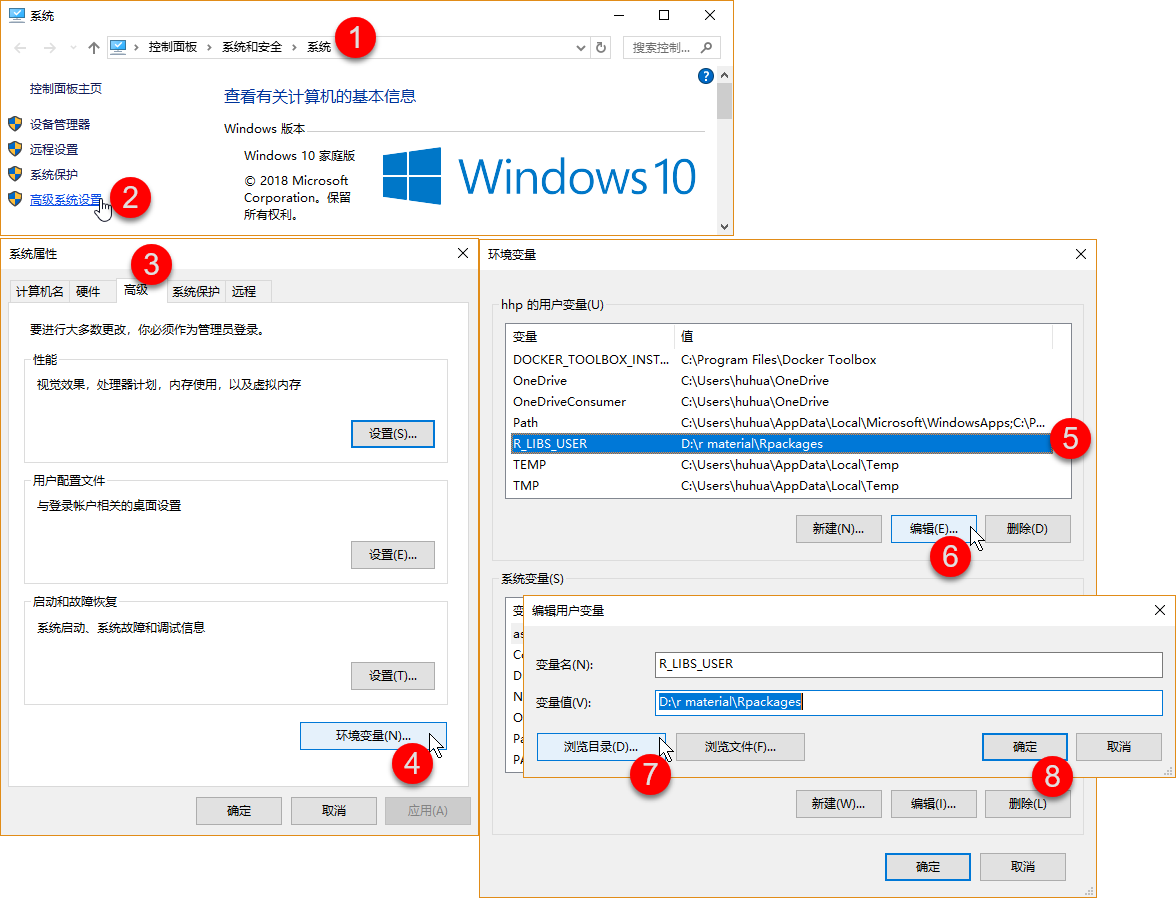 系统
控制面板 › 系统和安全 › 系统
搜索控制...
1
控制面板主页
设备管理器
远程设置
系统保护
高级系统设置
2
查看有关计算机的基本信息
Windows 版本
Windows 10 家庭版
© 2018 Microsoft
Corporation。保留
所有权利。
Windows 10
?
系统属性
3
计算机名 硬件 高级 系统保护 远程
要进行大多数更改，你必须作为管理员登录。
性能
视觉效果，处理器计划，内存使用，以及虚拟内存
设置(S)...
用户配置文件
与登录帐户相关的桌面设置
设置(E)...
启动和故障恢复
系统启动、系统故障和调试信息
设置(T)...
环境变量(N)...
4
确定 取消 应用(A)
环境变量
hhp 的用户变量(U)
变量 值
DOCKER_TOOLBOX_INST... C:\Program Files\Docker Toolbox
OneDrive C:\Users\huhua\OneDrive
OneDriveConsumer C:\Users\huhua\OneDrive
Path C:\Users\huhua\AppData\Local\Microsoft\WindowsApps;C:\P...
R_LIBS_USER D:\r material\Rpackages
5
TEMP C:\Users\huhua\AppData\Local\Temp
TMP C:\Users\huhua\AppData\Local\Temp
新建(N)... 编辑(E)... 删除(D)
6
系统变量(S)
编辑用户变量
变量名(N): R_LIBS_USER
变量值(V): D:\r material\Rpackages
浏览目录(D)... 浏览文件(F)... 确定 取消
7
8
新建(W)... 编辑(I)... 删除(L)
确定 取消